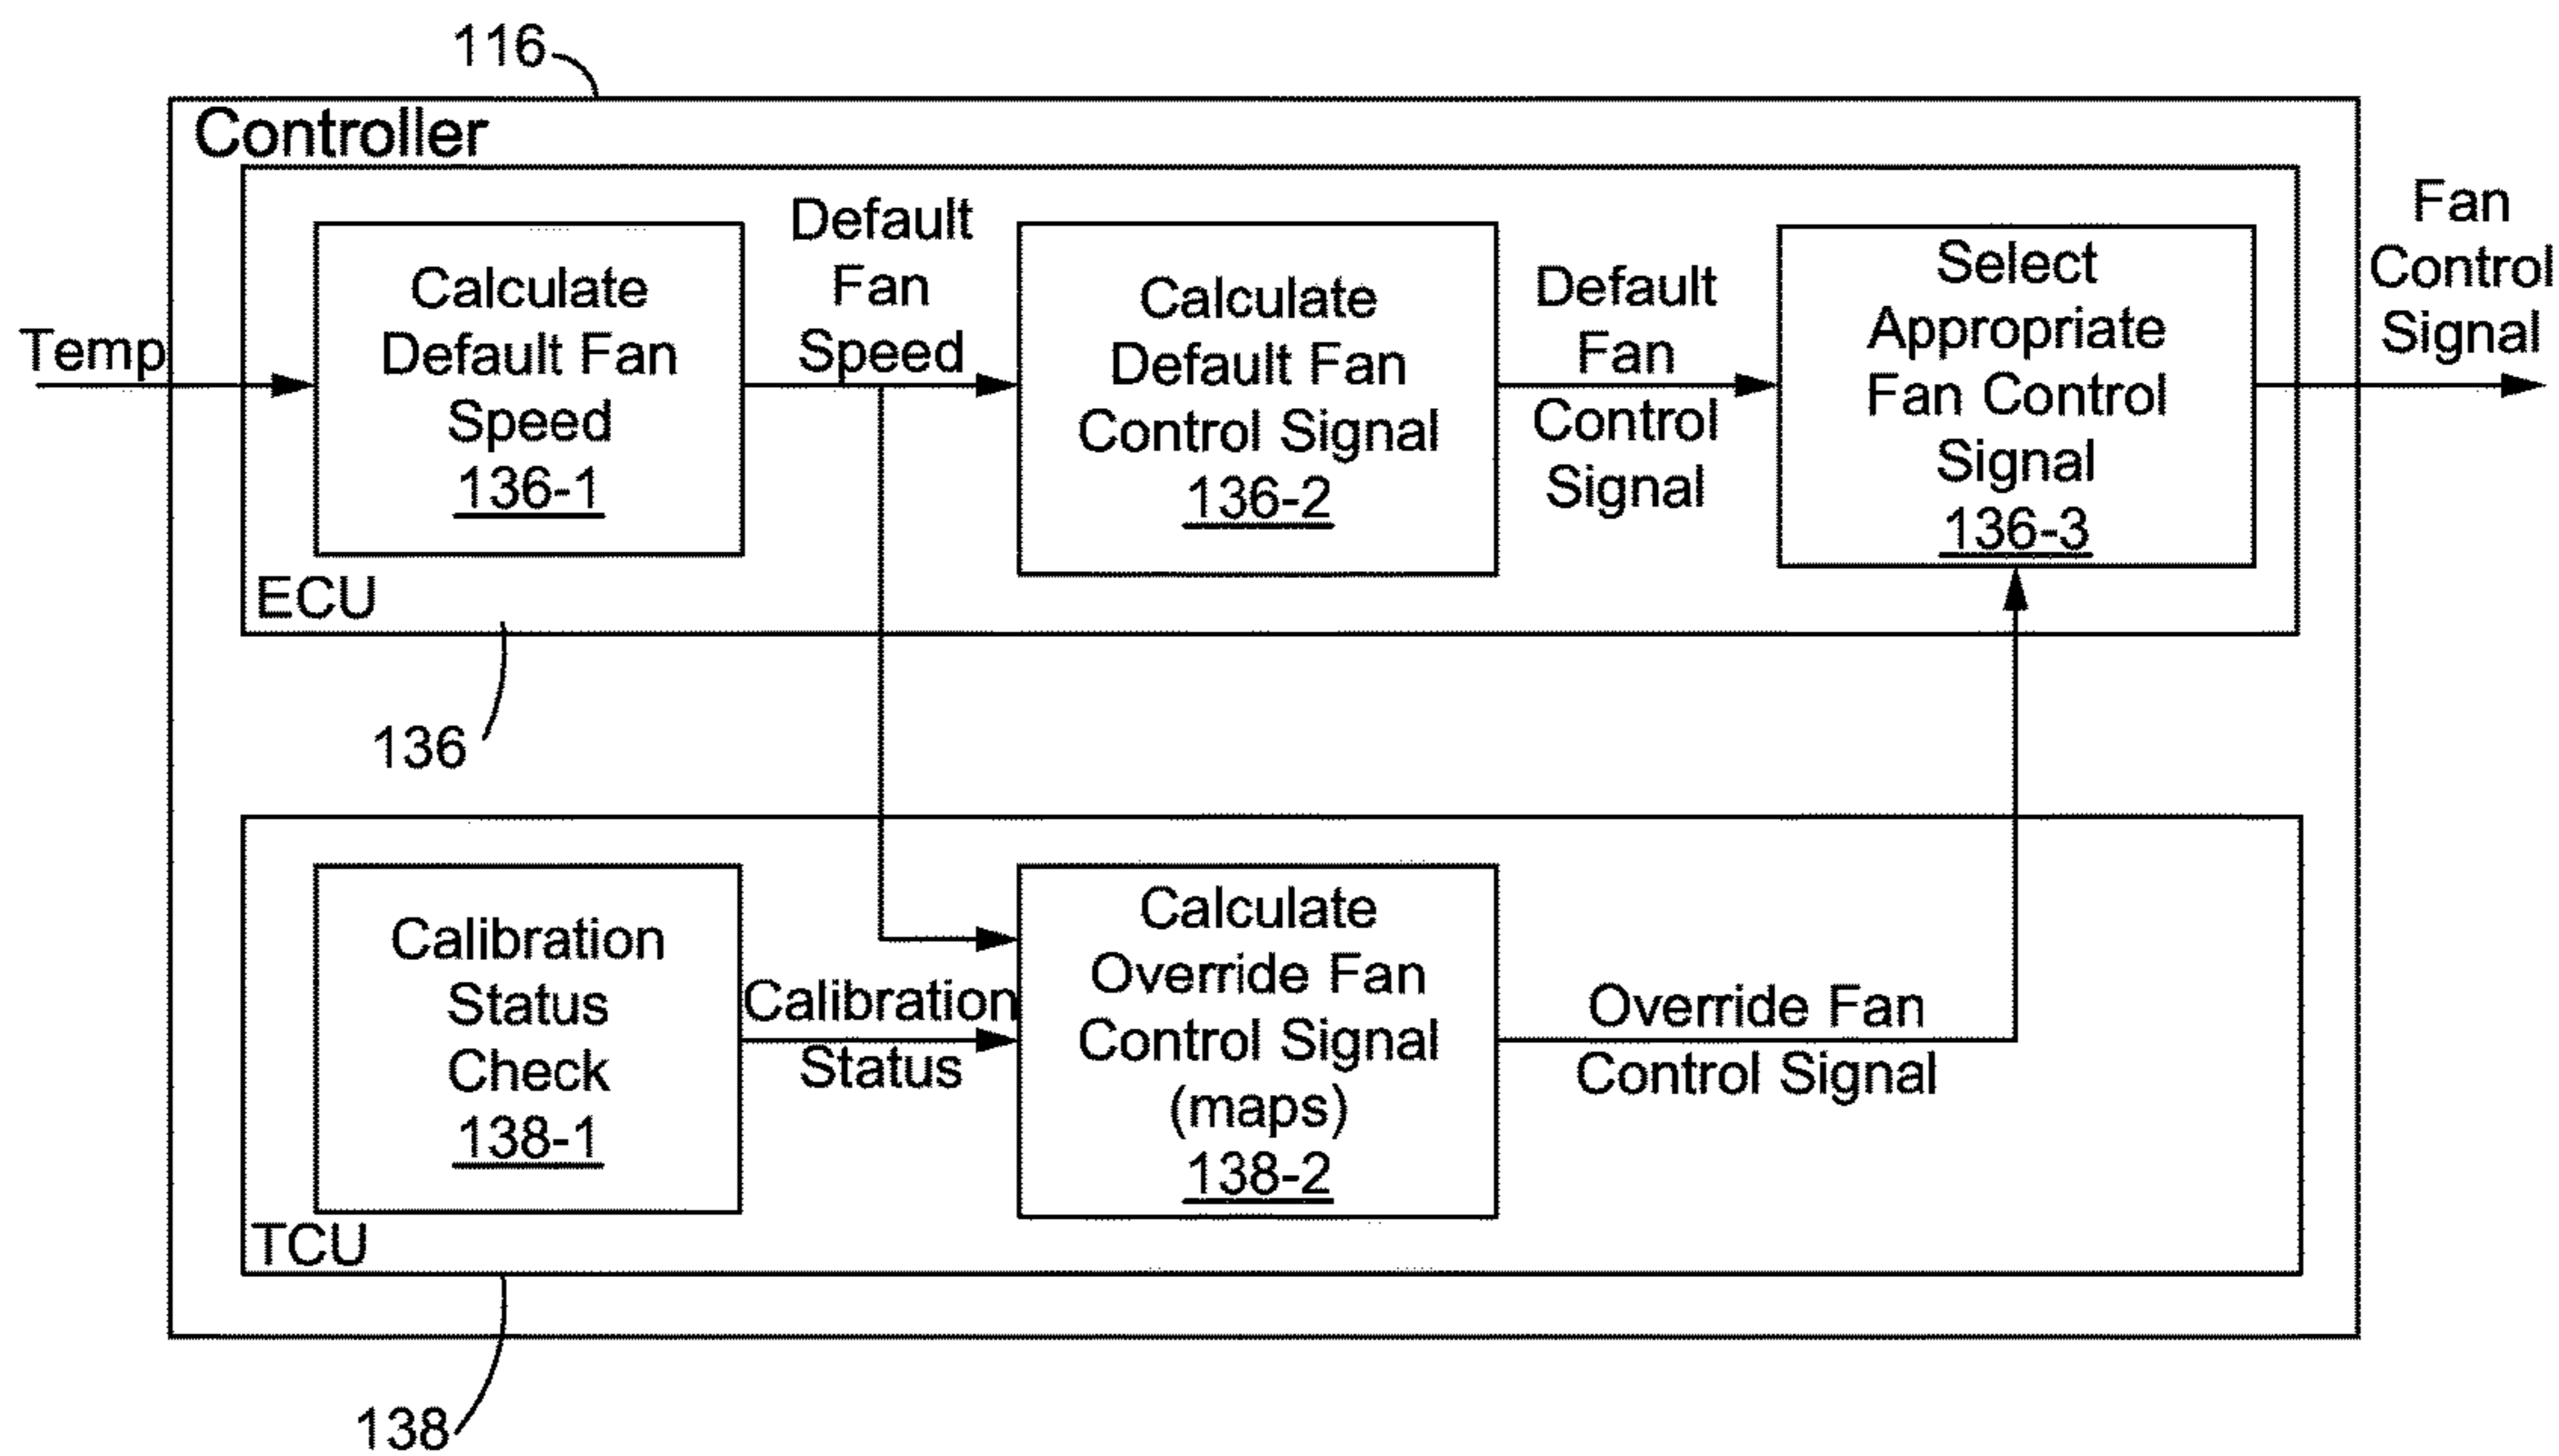 116
Controller
Temp
Calculate
Default Fan
Speed
136-1
Default
Fan
Speed
Calculate
Default Fan
Control Signal
136-2
Default
Fan
Control
Signal
Select
Appropriate
Fan Control
Signal
136-3
Fan
Control
Signal
ECU
136
Calibration
Status
Check
138-1
Calibration
Status
Calculate
Override Fan
Control Signal
(maps)
138-2
Override Fan
Control Signal
TCU
138